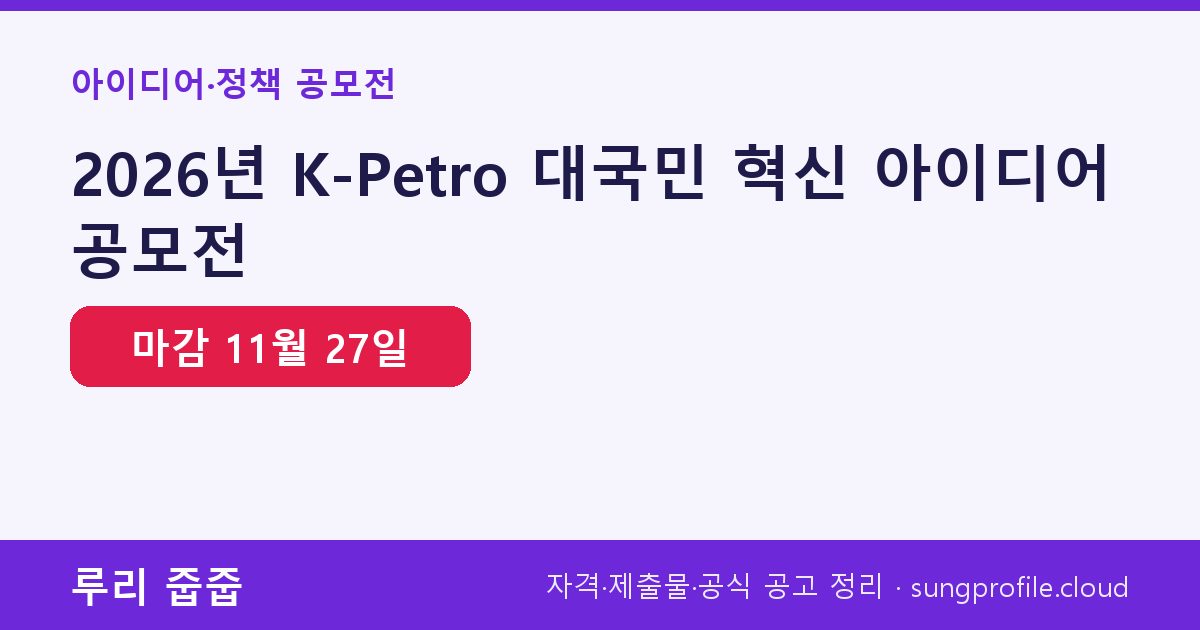 아이디어·정책 공모전
2026년 K-Petro 대국민 혁신 아이디어
공모전
마감 11월 27일
루리 줍줍
자격·제출물·공식 공고 정리 · sungprofile.cloud